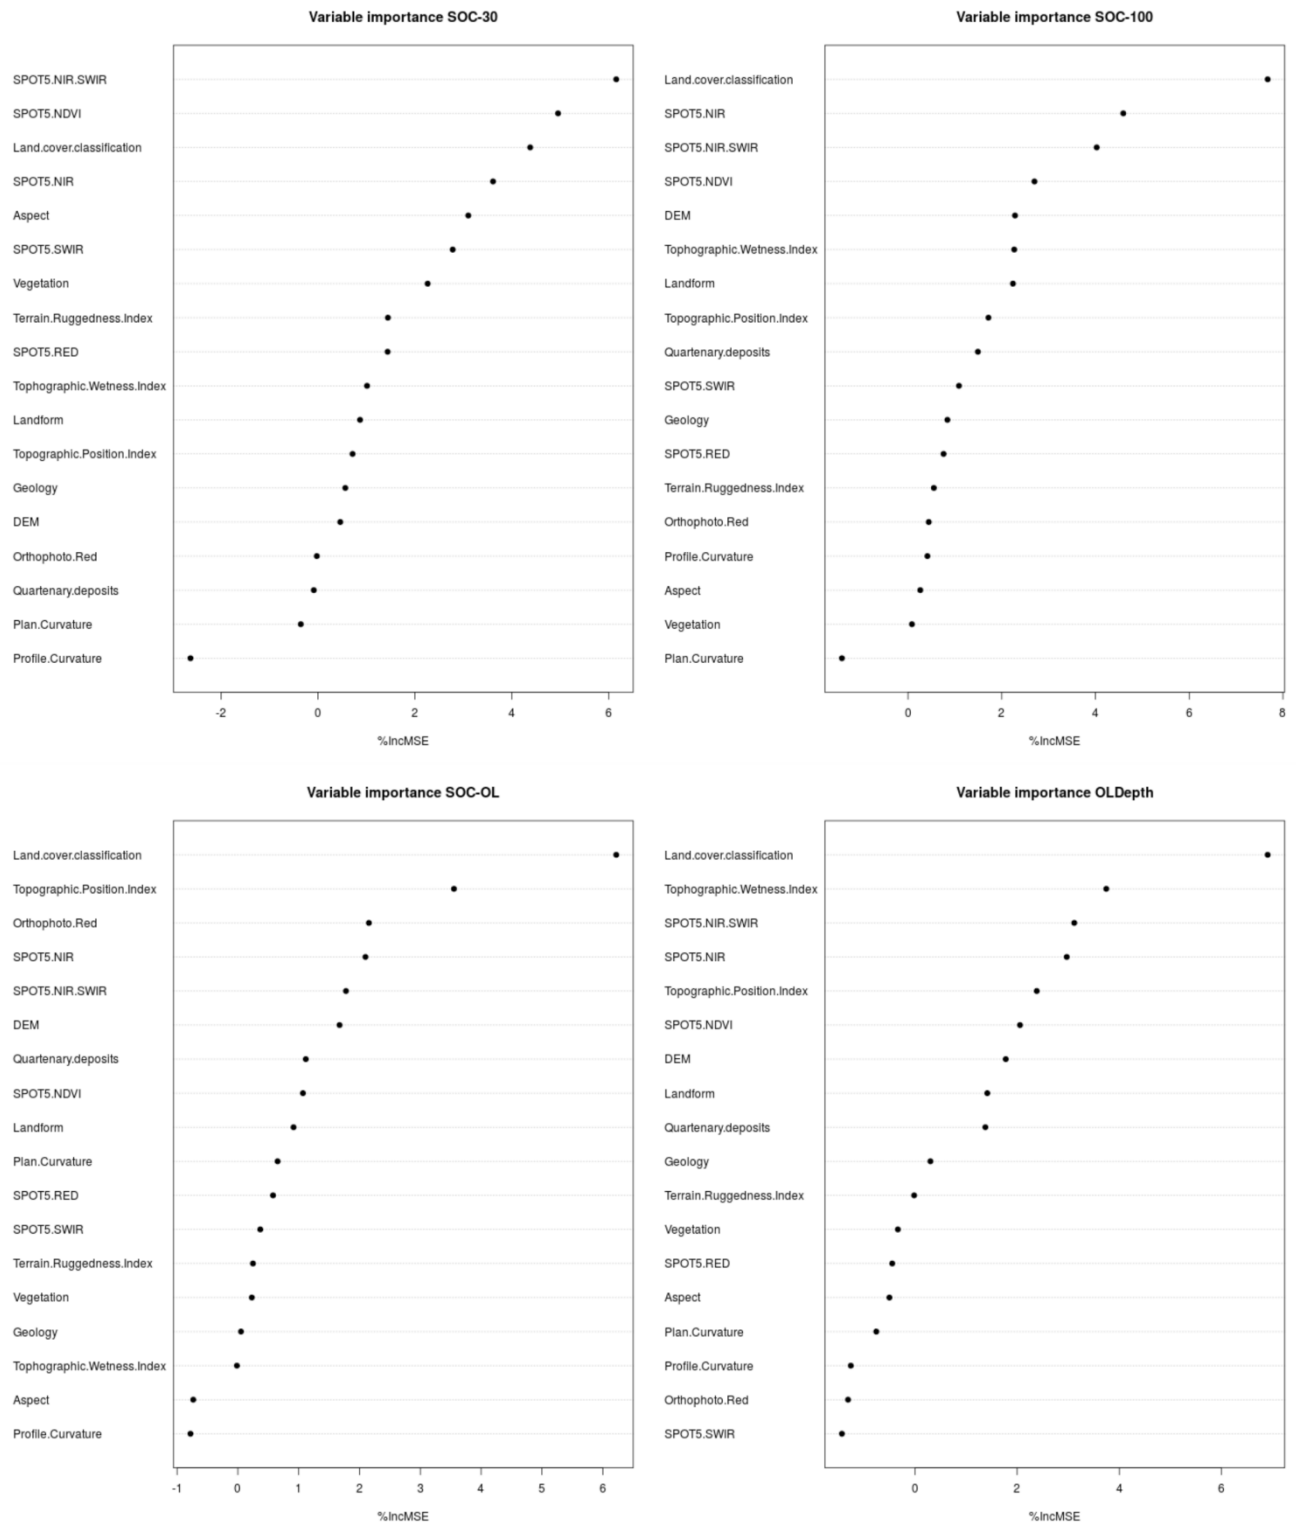 Variable importance SOC-30
SPOT5.NIR.SWIR
SPOT5.NDVI
Land.cover.classification
SPOT5.NIR
Aspect
SPOT5.SWIR
Vegetation
Terrain.Ruggedness.Index
SPOT5.RED
Tophographic.Wetness.Index
Landform
Topographic.Position.Index
Geology
DEM
Orthophoto.Red
Quartenary.deposits
Plan.Curvature
Profile.Curvature
-2 0 2 4 6
%IncMSE
Variable importance SOC-100
Land.cover.classification
SPOT5.NIR
SPOT5.NIR.SWIR
SPOT5.NDVI
DEM
Tophographic.Wetness.Index
Landform
Topographic.Position.Index
Quartenary.deposits
SPOT5.SWIR
Geology
SPOT5.RED
Terrain.Ruggedness.Index
Orthophoto.Red
Profile.Curvature
Aspect
Vegetation
Plan.Curvature
0 2 4 6 8
%IncMSE
Variable importance SOC-OL
Land.cover.classification
Topographic.Position.Index
Orthophoto.Red
SPOT5.NIR
SPOT5.NIR.SWIR
DEM
Quartenary.deposits
SPOT5.NDVI
Landform
Plan.Curvature
SPOT5.RED
SPOT5.SWIR
Terrain.Ruggedness.Index
Vegetation
Geology
Tophographic.Wetness.Index
Aspect
Profile.Curvature
-1 0 1 2 3 4 5 6
%IncMSE
Variable importance OLDepth
Land.cover.classification
Tophographic.Wetness.Index
SPOT5.NIR.SWIR
SPOT5.NIR
Topographic.Position.Index
SPOT5.NDVI
DEM
Landform
Quartenary.deposits
Geology
Terrain.Ruggedness.Index
Vegetation
SPOT5.RED
Aspect
Plan.Curvature
Profile.Curvature
Orthophoto.Red
SPOT5.SWIR
0 2 4 6
%IncMSE